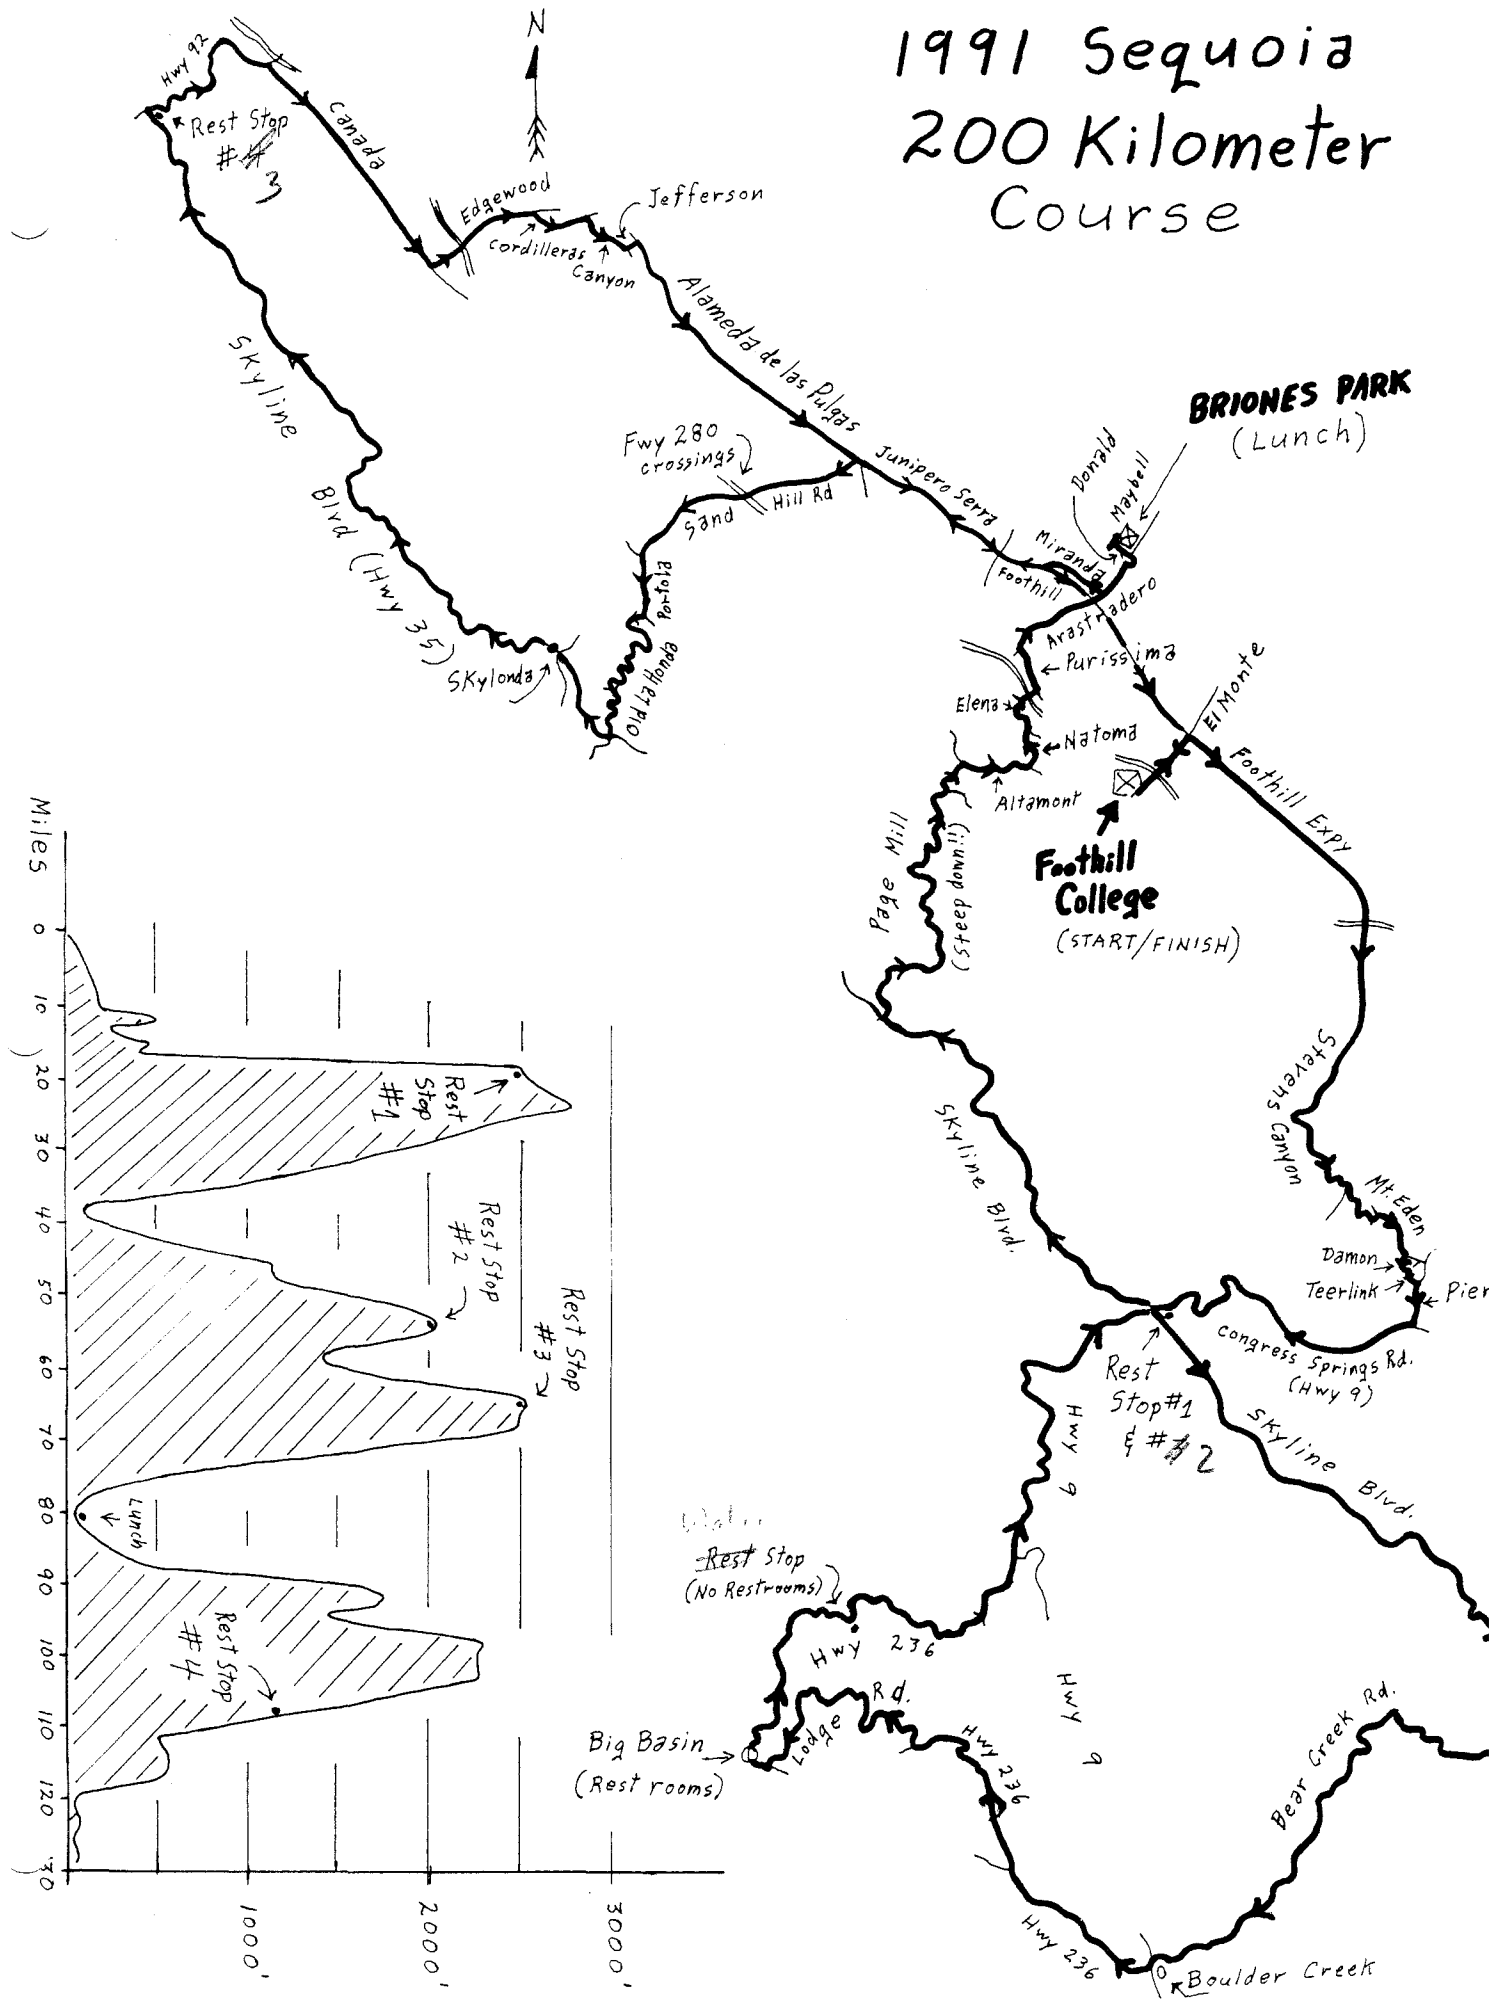 1991 Sequoia
200 Kilometer
Course
N
Hwy 92
Rest Stop
#4 3
Canada
Edgewood
Cordilleras
Canyon
Jefferson
Alameda de las Pulgas
Skyline
Blvd (Hwy 35)
Fwy 280
crossings
Sand
Hill Rd
Junipero Serra
Portola
Old La Honda
Skylonda
BRIONES PARK
(Lunch)
Donald
Maybell
Miranda
Foothill
Arastradero
Purissima
Elena
Natoma
Altamont
El Monte
Foothill Expy
Foothill
College
(START/FINISH)
Page Mill
(Steep down!!)
Stevens Canyon
Mt. Eden
Damon
Teerlink
Pier
Congress Springs Rd.
(Hwy 9)
Skyline Blvd.
Rest
Stop #1
& # 2
Skyline Blvd.
Hwy 9
Water
Rest Stop
(No Restrooms)
Hwy 236
Hwy 9
Lodge Rd.
Big Basin
(Rest rooms)
Hwy 236
Bear Creek Rd.
Hwy 236
Boulder Creek
Miles
0
10
20
30
40
50
60
70
80
90
100
110
120
130
1000'
2000'
3000'
Rest
Stop
#1
Rest Stop
#2
Rest Stop
#3
Lunch
Rest Stop
#4